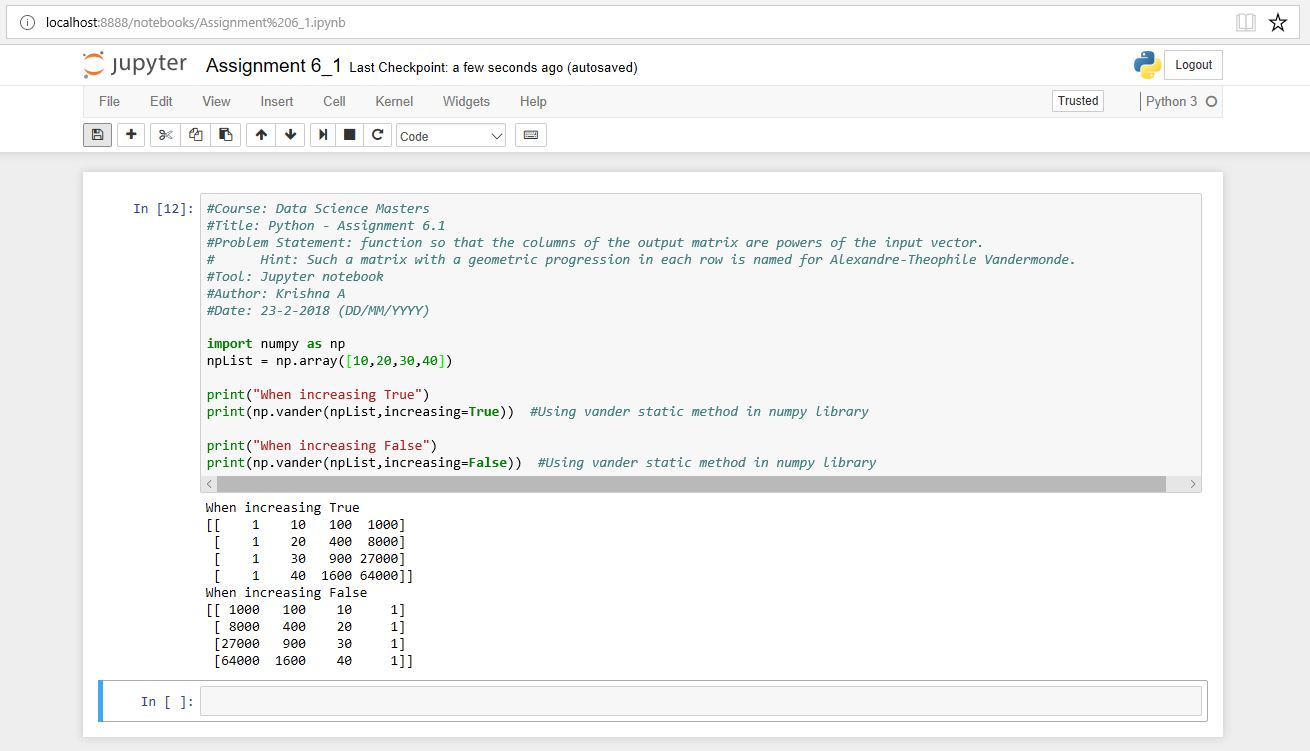 localhost:8888/notebooks/Assignment%206_1.ipynb
jupyter Assignment 6_1 Last Checkpoint: a few seconds ago (autosaved) Logout
File Edit View Insert Cell Kernel Widgets Help Trusted Python 3
Code
In [12]: #Course: Data Science Masters
#Title: Python - Assignment 6.1
#Problem Statement: function so that the columns of the output matrix are powers of the input vector.
#      Hint: Such a matrix with a geometric progression in each row is named for Alexandre-Theophile Vandermonde.
#Tool: Jupyter notebook
#Author: Krishna A
#Date: 23-2-2018 (DD/MM/YYYY)
import numpy as np
npList = np.array([10,20,30,40])
print("When increasing True")
print(np.vander(npList,increasing=True))  #Using vander static method in numpy library
print("When increasing False")
print(np.vander(npList,increasing=False))  #Using vander static method in numpy library
When increasing True
[[    1    10   100  1000]
 [    1    20   400  8000]
 [    1    30   900 27000]
 [    1    40  1600 64000]]
When increasing False
[[ 1000   100    10     1]
 [ 8000   400    20     1]
 [27000   900    30     1]
 [64000  1600    40     1]]
In [ ]: